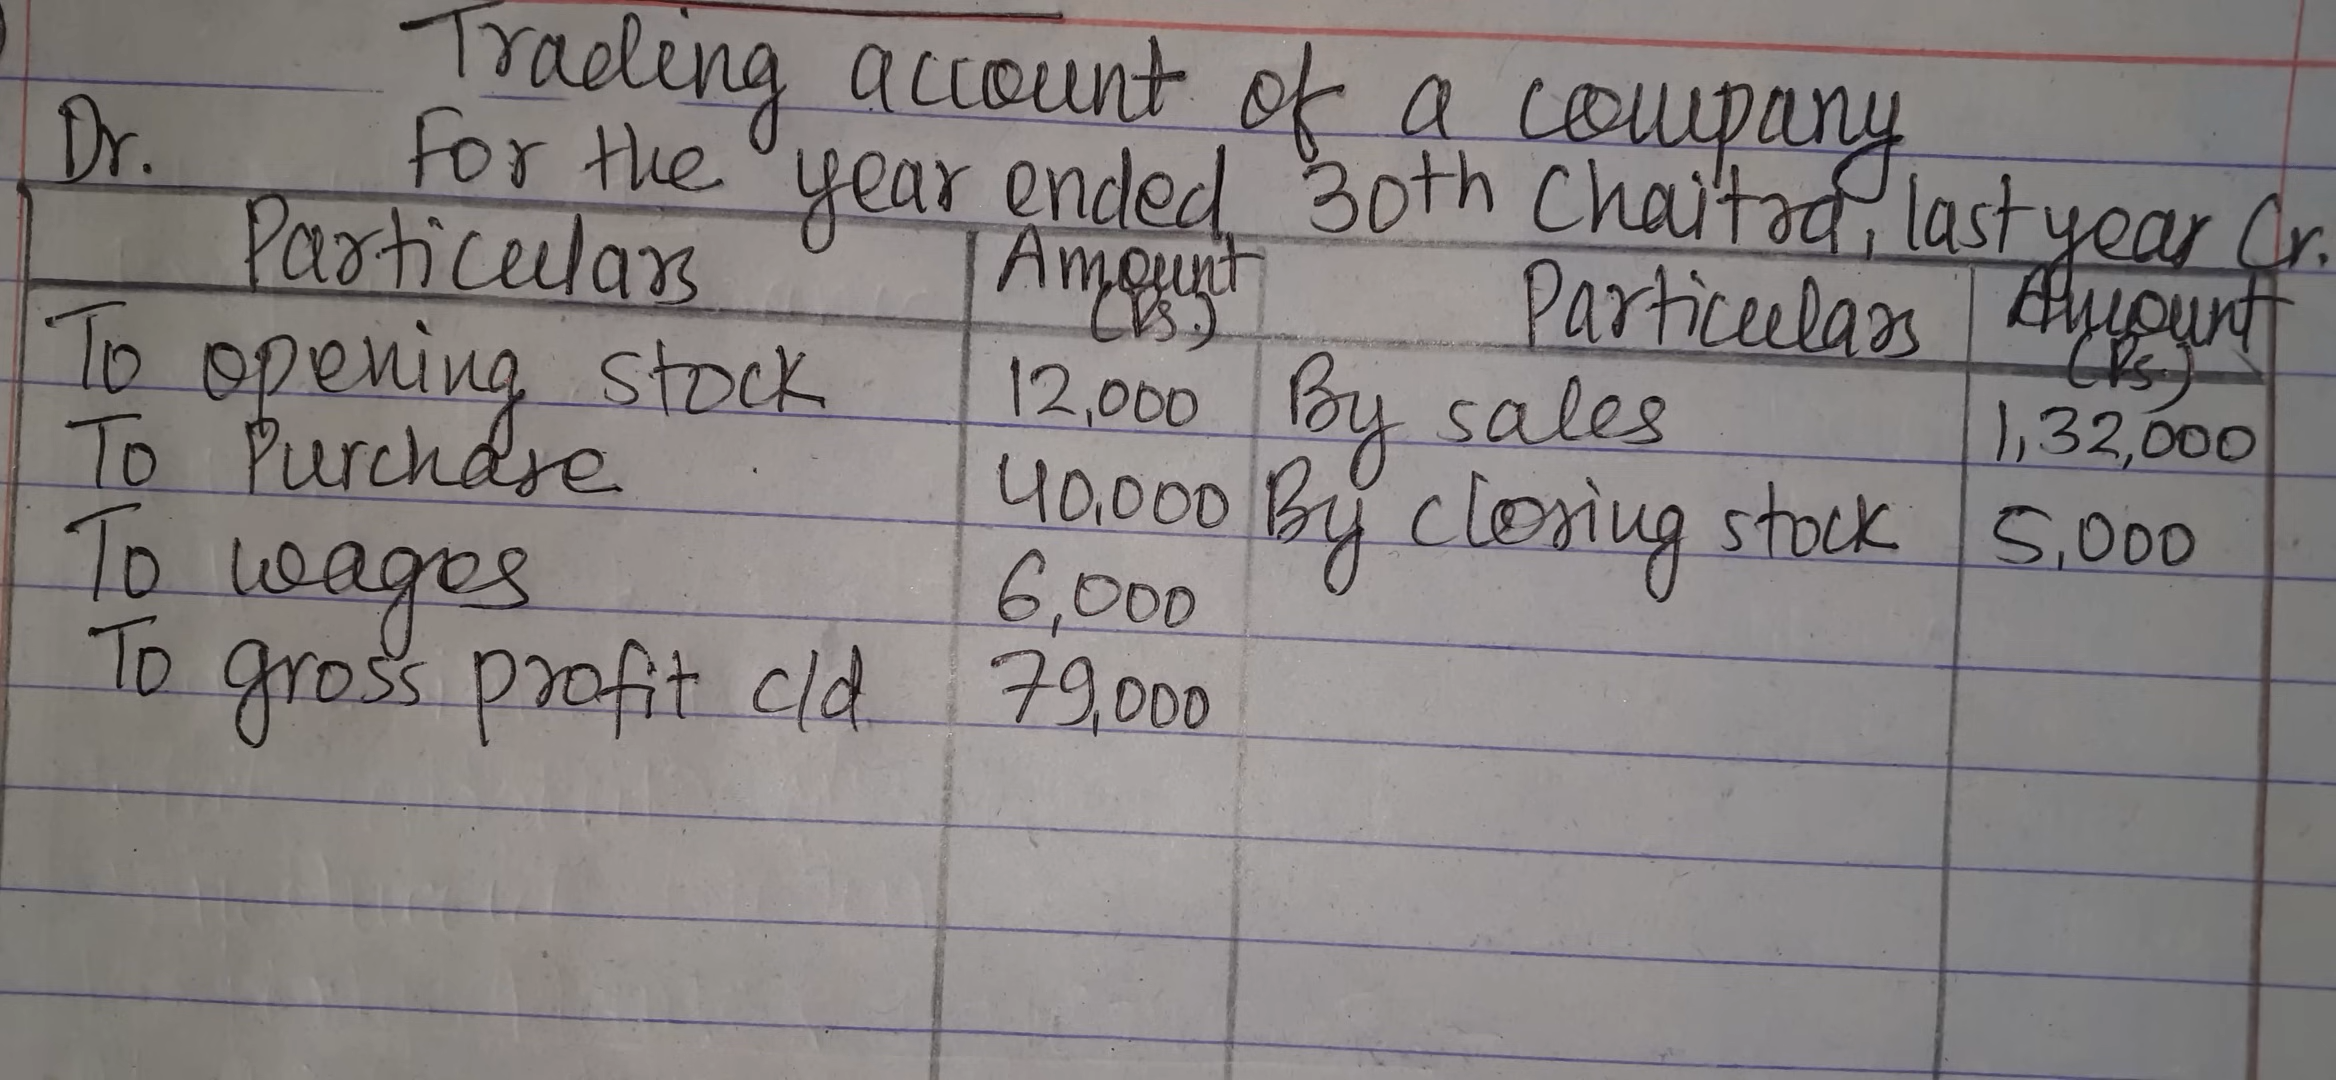 Trading account of a company
Dr. For the year ended 30th Chaitra, last year Cr.
Particulars Amount (Rs.) Particulars Amount (Rs.)
To opening stock 12,000 By sales 1,32,000
To Purchase 40,000 By closing stock 5,000
To wages 6,000
To gross profit c/d 79,000